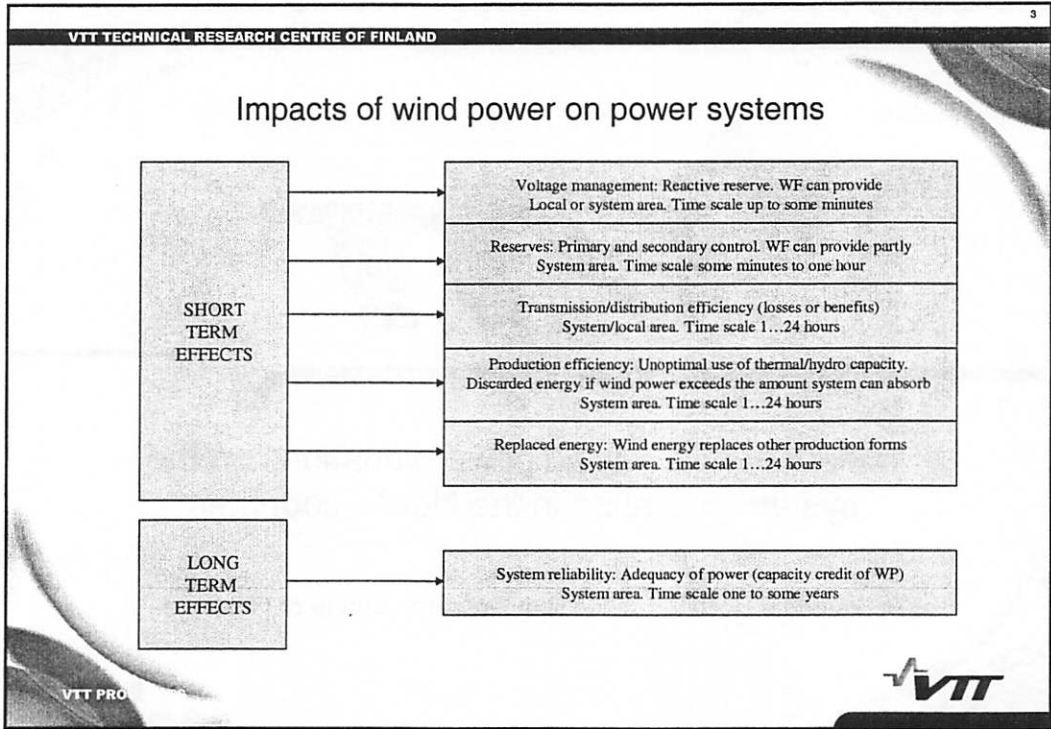 3
VTT TECHNICAL RESEARCH CENTRE OF FINLAND
Impacts of wind power on power systems
SHORT
TERM
EFFECTS
Voltage management: Reactive reserve. WF can provide
Local or system area. Time scale up to some minutes
Reserves: Primary and secondary control. WF can provide partly
System area. Time scale some minutes to one hour
Transmission/distribution efficiency (losses or benefits)
System/local area. Time scale 1...24 hours
Production efficiency: Unoptimal use of thermal/hydro capacity.
Discarded energy if wind power exceeds the amount system can absorb
System area. Time scale 1...24 hours
Replaced energy: Wind energy replaces other production forms
System area. Time scale 1...24 hours
LONG
TERM
EFFECTS
System reliability: Adequacy of power (capacity credit of WP)
System area. Time scale one to some years
VTT
VTT